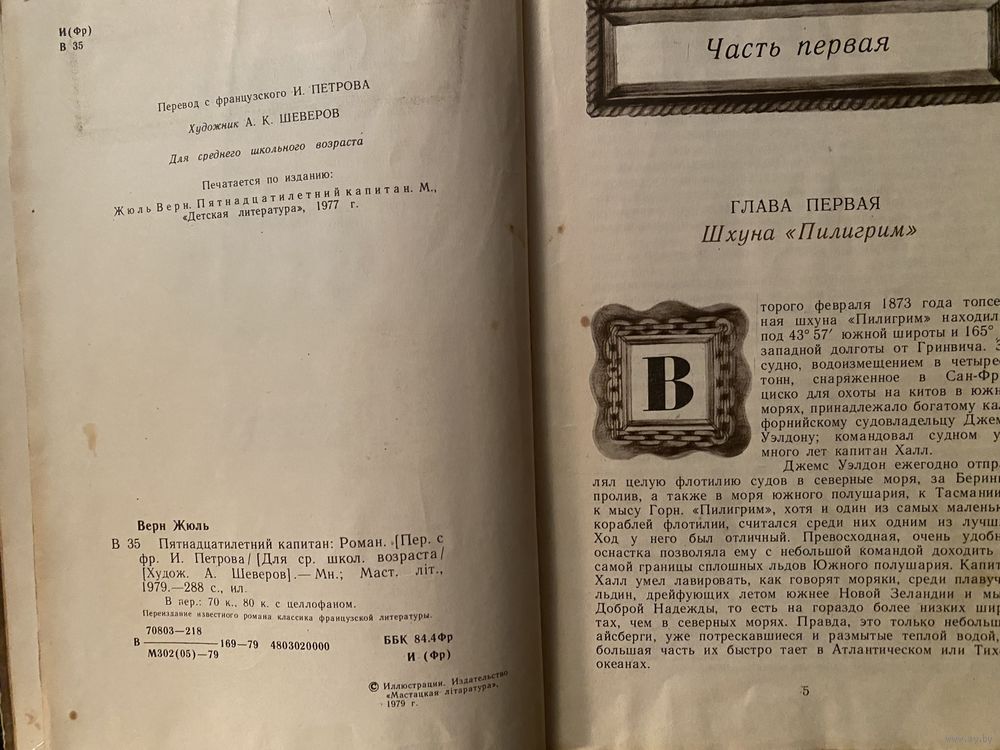 И(Фр)
В 35
Перевод с французского И. ПЕТРОВА
Художник А. К. ШЕВЕРОВ
Для среднего школьного возраста
Печатается по изданию:
Жюль Верн. Пятнадцатилетний капитан. М.,
«Детская литература», 1977 г.
Верн Жюль
В 35 Пятнадцатилетний капитан: Роман. [Пер. с
фр. И. Петрова/ [Для ср. школ. возраста/
[Худож. А. Шеверов].— Мн.; Маст. літ.,
1979.—288 с., ил.
В пер.: 70 к., 80 к. с целлофаном.
Переиздание известного романа классика французской литературы.
70803—218
В ———— 169—79 4803020000
М302(05)—79
ББК 84.4Фр
И (Фр)
© Иллюстрации. Издательство
«Мастацкая літаратура»,
1979 г.
Часть первая
ГЛАВА ПЕРВАЯ
Шхуна «Пилигрим»
Второго февраля 1873 года топсе
ная шхуна «Пилигрим» находил
под 43° 57′ южной широты и 165°
западной долготы от Гринвича. Э
судно, водоизмещением в четыре
тонн, снаряженное в Сан-Фр
циско для охоты на китов в южн
морях, принадлежало богатому ка
форнийскому судовладельцу Джем
Уэлдону; командовал судном у
много лет капитан Халл.
Джемс Уэлдон ежегодно отпра
лял целую флотилию судов в северные моря, за Берин
пролив, а также в моря южного полушария, к Тасмании
к мысу Горн. «Пилигрим», хотя и один из самых малень
кораблей флотилии, считался среди них одним из лучш
Ход у него был отличный. Превосходная, очень удобн
оснастка позволяла ему с небольшой командой доходить
самой границы сплошных льдов Южного полушария. Капит
Халл умел лавировать, как говорят моряки, среди плавуч
льдин, дрейфующих летом южнее Новой Зеландии и мы
Доброй Надежды, то есть на гораздо более низких шир
тах, чем в северных морях. Правда, это только небольш
айсберги, уже потрескавшиеся и размытые теплой водой,
большая часть их быстро тает в Атлантическом или Тих
океанах.
5
www.ay.by